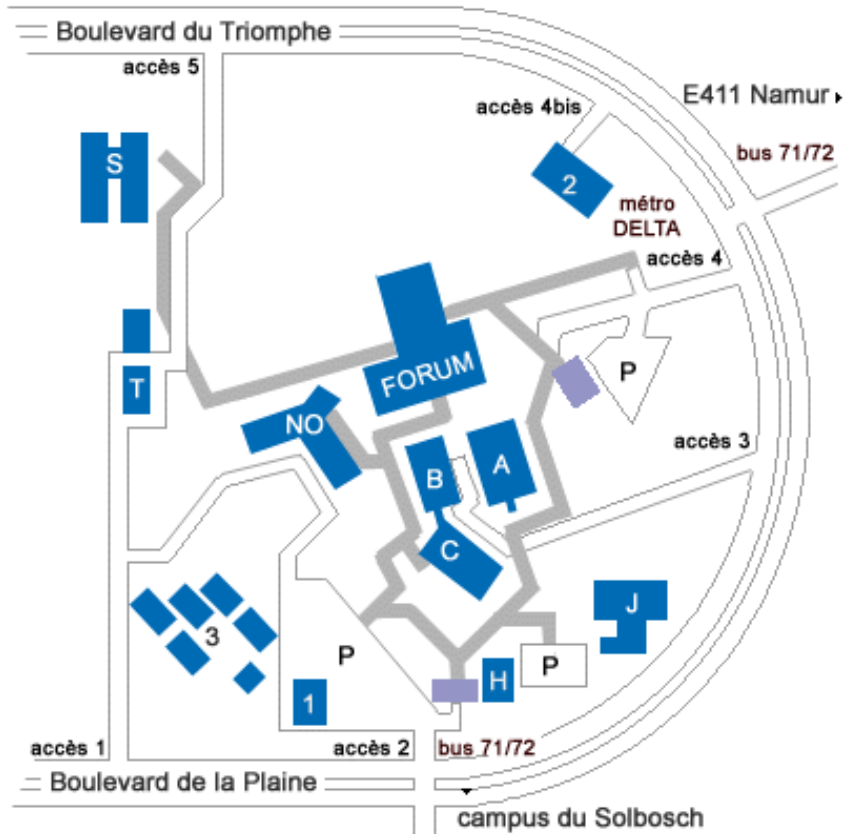 Boulevard du Triomphe
accès 5
E411 Namur
accès 4bis
bus 71/72
S
2
métro
DELTA
accès 4
FORUM
P
T
NO
accès 3
B
A
C
3
J
P
P
H
1
accès 1
accès 2
bus 71/72
Boulevard de la Plaine
campus du Solbosch